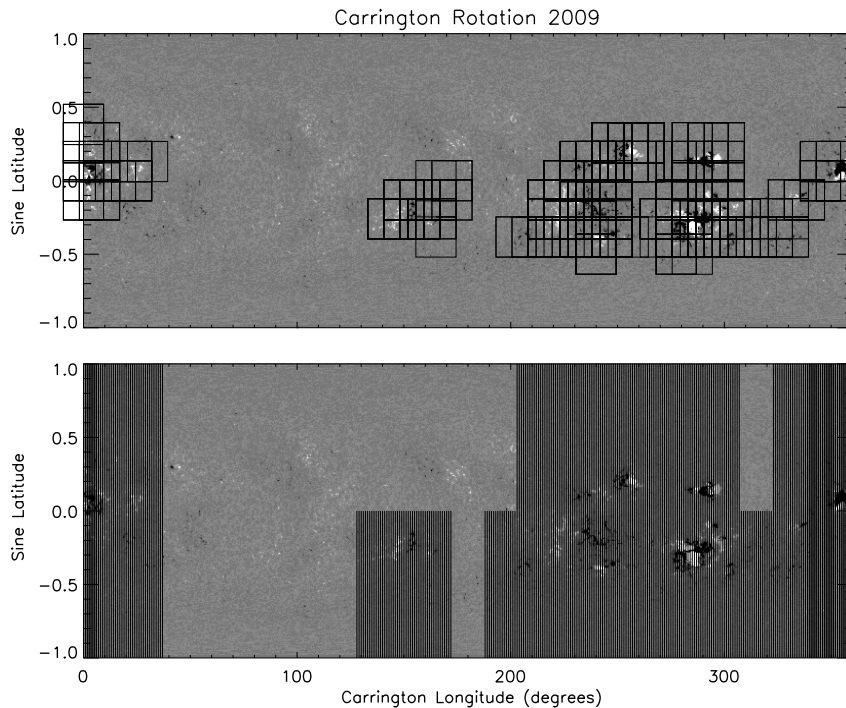 Carrington Rotation 2009
1.0
0.5
0.0
−0.5
−1.0
Sine Latitude
1.0
0.5
0.0
−0.5
−1.0
Sine Latitude
0 100 200 300
Carrington Longitude (degrees)